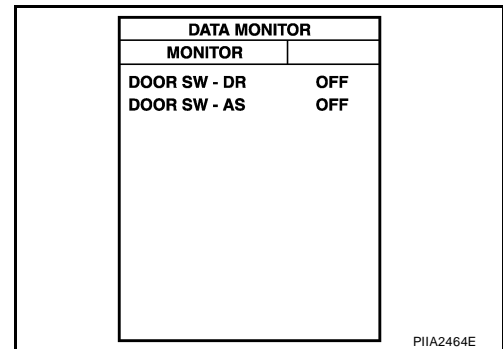 DATA MONITOR
MONITOR
DOOR SW - DR OFF
DOOR SW - AS OFF
PIIA2464E